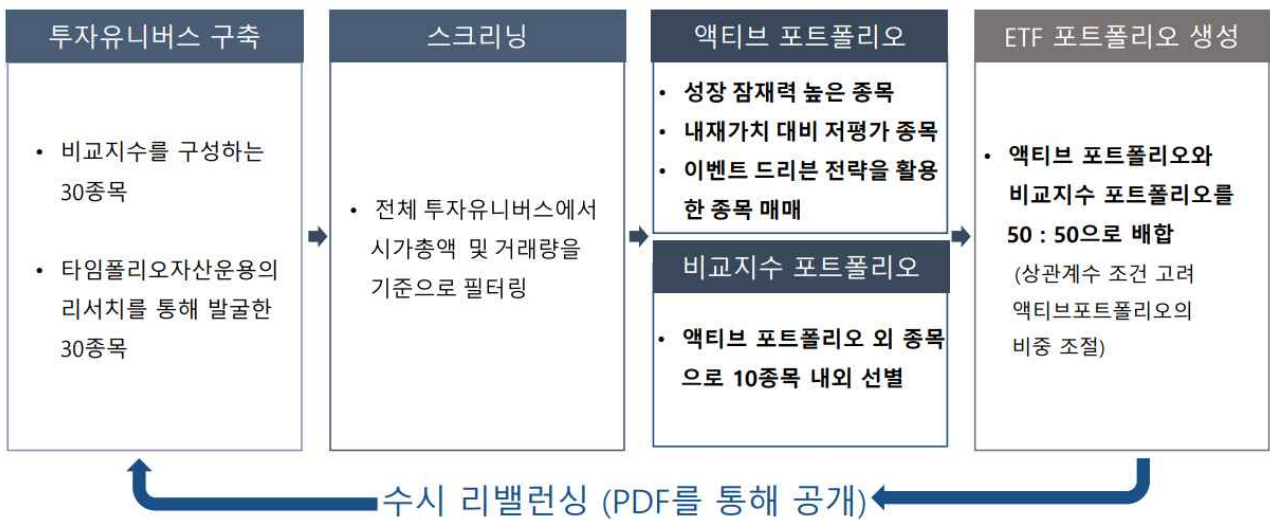 투자유니버스 구축
• 비교지수를 구성하는
30종목
• 타임폴리오자산운용의
리서치를 통해 발굴한
30종목
스크리닝
• 전체 투자유니버스에서
시가총액 및 거래량을
기준으로 필터링
액티브 포트폴리오
• 성장 잠재력 높은 종목
• 내재가치 대비 저평가 종목
• 이벤트 드리븐 전략을 활용
한 종목 매매
비교지수 포트폴리오
• 액티브 포트폴리오 외 종목
으로 10종목 내외 선별
ETF 포트폴리오 생성
• 액티브 포트폴리오와
비교지수 포트폴리오를
50 : 50으로 배합
(상관계수 조건 고려
액티브포트폴리오의
비중 조절)
수시 리밸런싱 (PDF를 통해 공개)